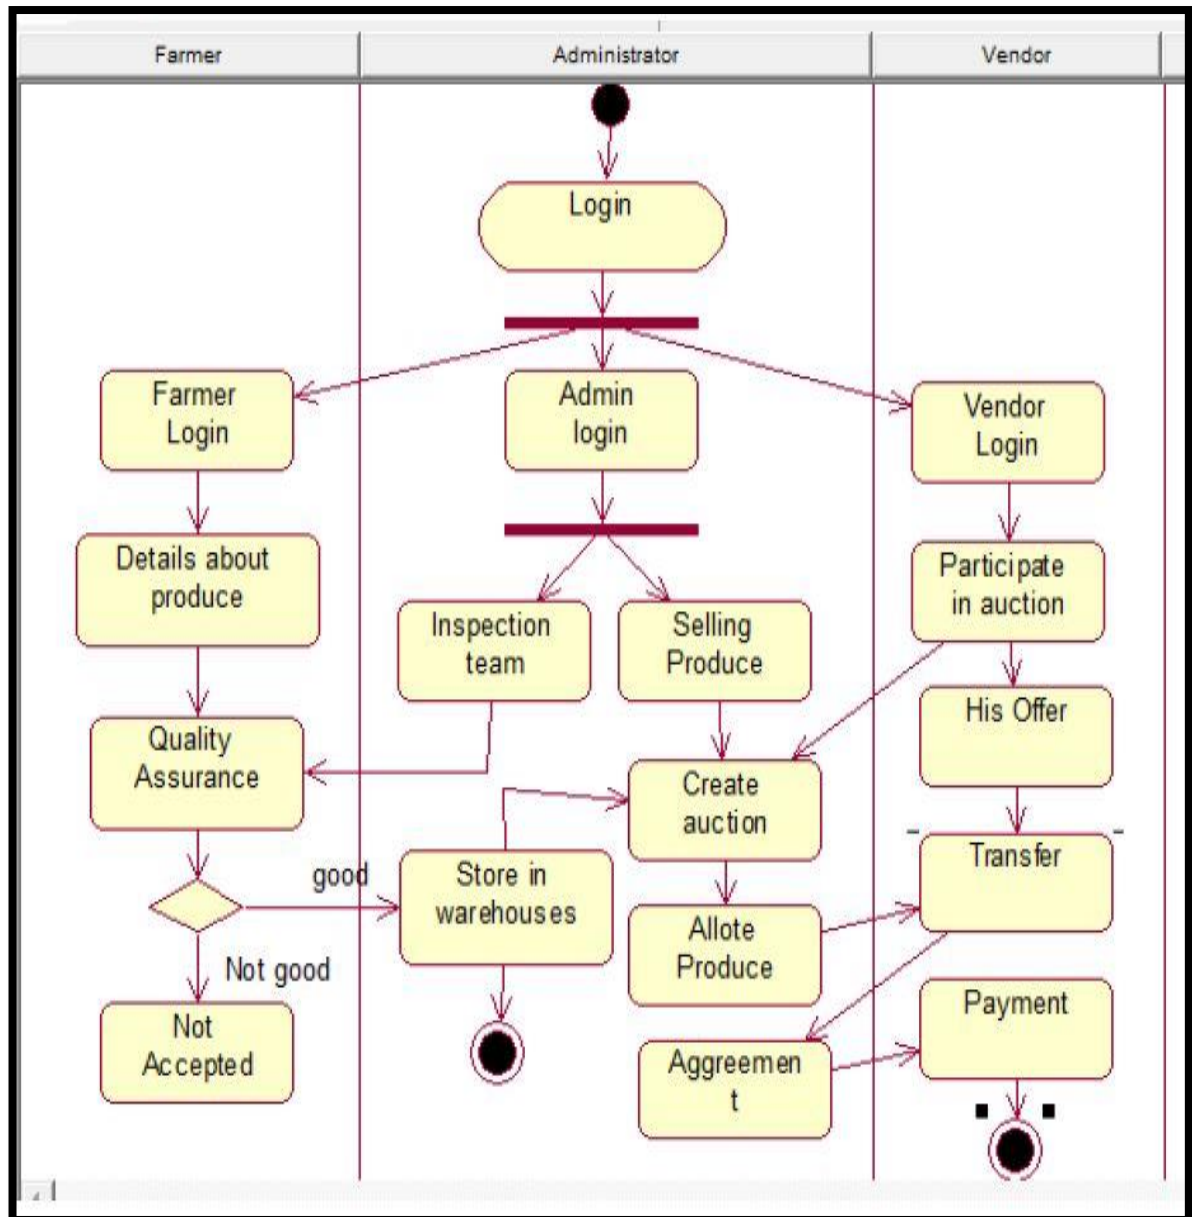 Farmer
Administrator
Vendor
Login
Farmer
Login
Admin
login
Vendor
Login
Details about
produce
Participate
in auction
Inspection
team
Selling
Produce
His Offer
Quality
Assurance
Create
auction
Transfer
good
Store in
warehouses
Allote
Produce
Not good
Payment
Not
Accepted
Aggreemen
t